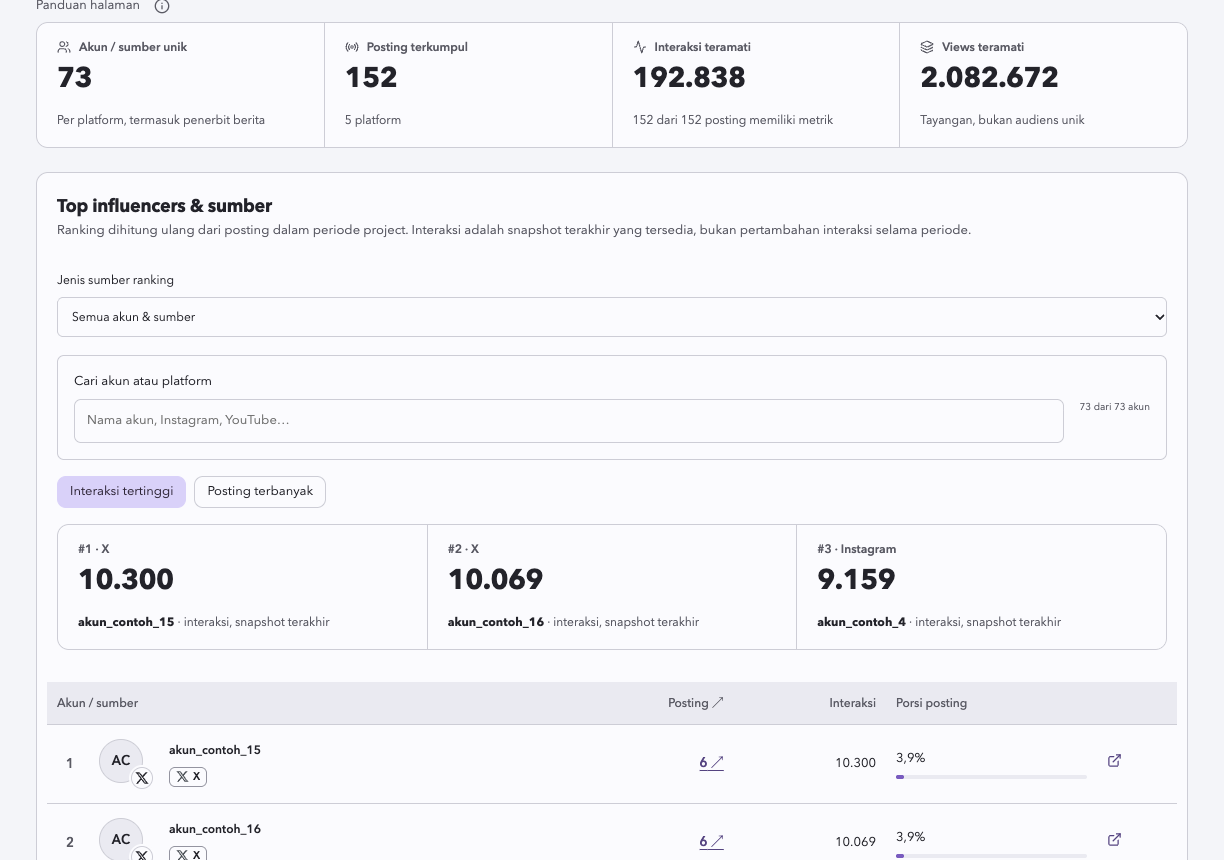 Panduan halaman
Akun / sumber unik
73
Per platform, termasuk penerbit berita
Posting terkumpul
152
5 platform
Interaksi teramati
192.838
152 dari 152 posting memiliki metrik
Views teramati
2.082.672
Tayangan, bukan audiens unik
Top influencers & sumber
Ranking dihitung ulang dari posting dalam periode project. Interaksi adalah snapshot terakhir yang tersedia, bukan pertambahan interaksi selama periode.
Jenis sumber ranking
Semua akun & sumber
Cari akun atau platform
Nama akun, Instagram, YouTube…
73 dari 73 akun
Interaksi tertinggi
Posting terbanyak
#1 · X
10.300
akun_contoh_15 · interaksi, snapshot terakhir
#2 · X
10.069
akun_contoh_16 · interaksi, snapshot terakhir
#3 · Instagram
9.159
akun_contoh_4 · interaksi, snapshot terakhir
Akun / sumber Posting ↗ Interaksi Porsi posting
1 AC akun_contoh_15 6 ↗ 10.300 3,9%
X
2 AC akun_contoh_16 6 ↗ 10.069 3,9%
X